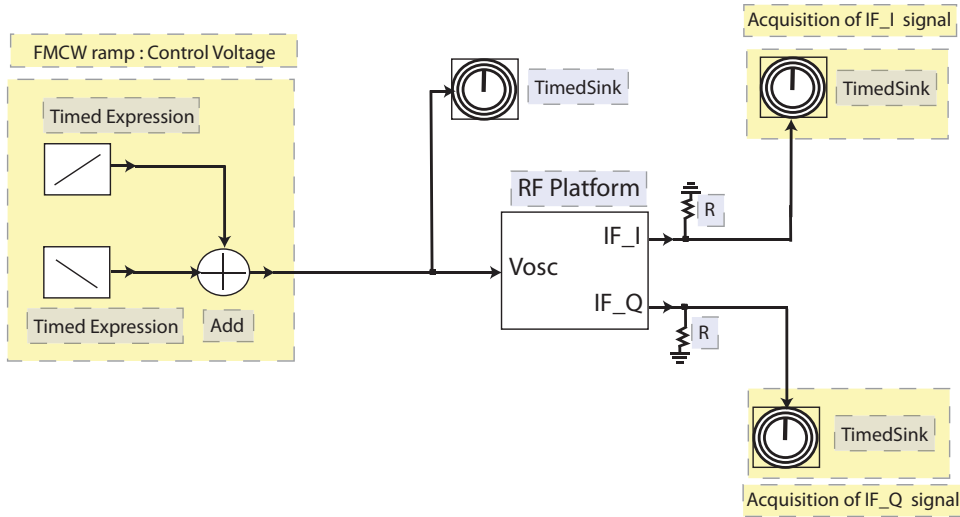 Acquisition of IF_I signal
FMCW ramp : Control Voltage
TimedSink
TimedSink
Timed Expression
RF Platform
R
IF_I
Vosc
IF_Q
Timed Expression
Add
R
TimedSink
Acquisition of IF_Q signal